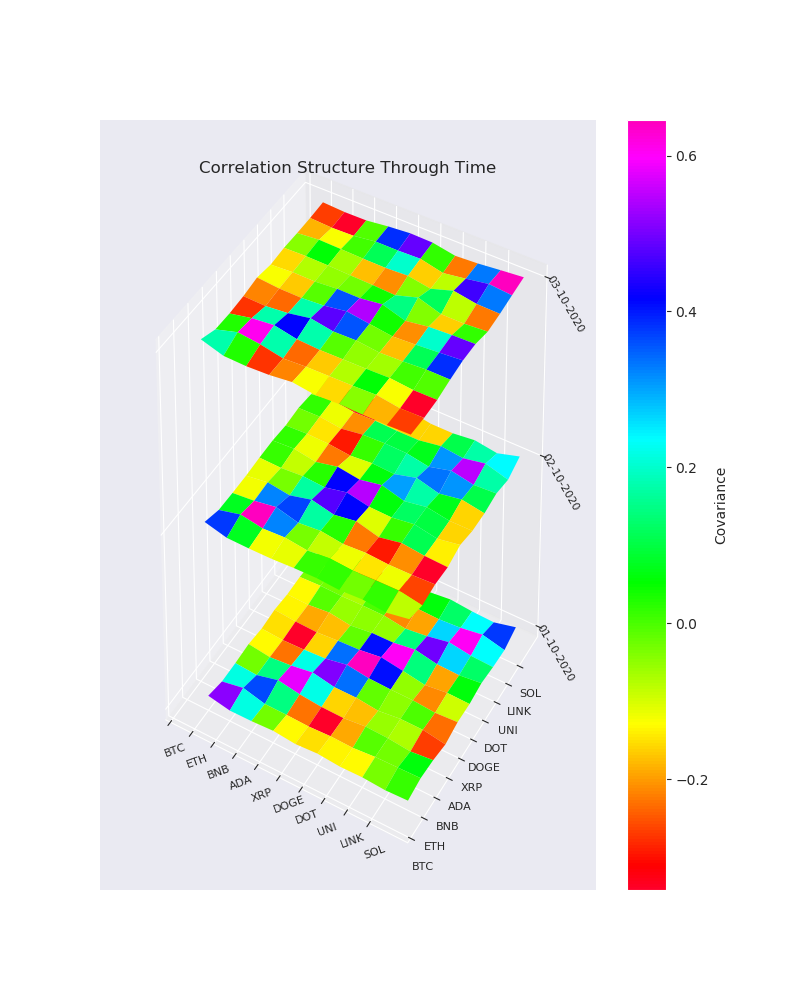 Correlation Structure Through Time
03-10-2020
02-10-2020
01-10-2020
SOL
LINK
UNI
DOT
DOGE
XRP
ADA
BNB
ETH
BTC
BTC
ETH
BNB
ADA
XRP
DOGE
DOT
UNI
LINK
SOL
0.6
0.4
0.2
0.0
−0.2
Covariance